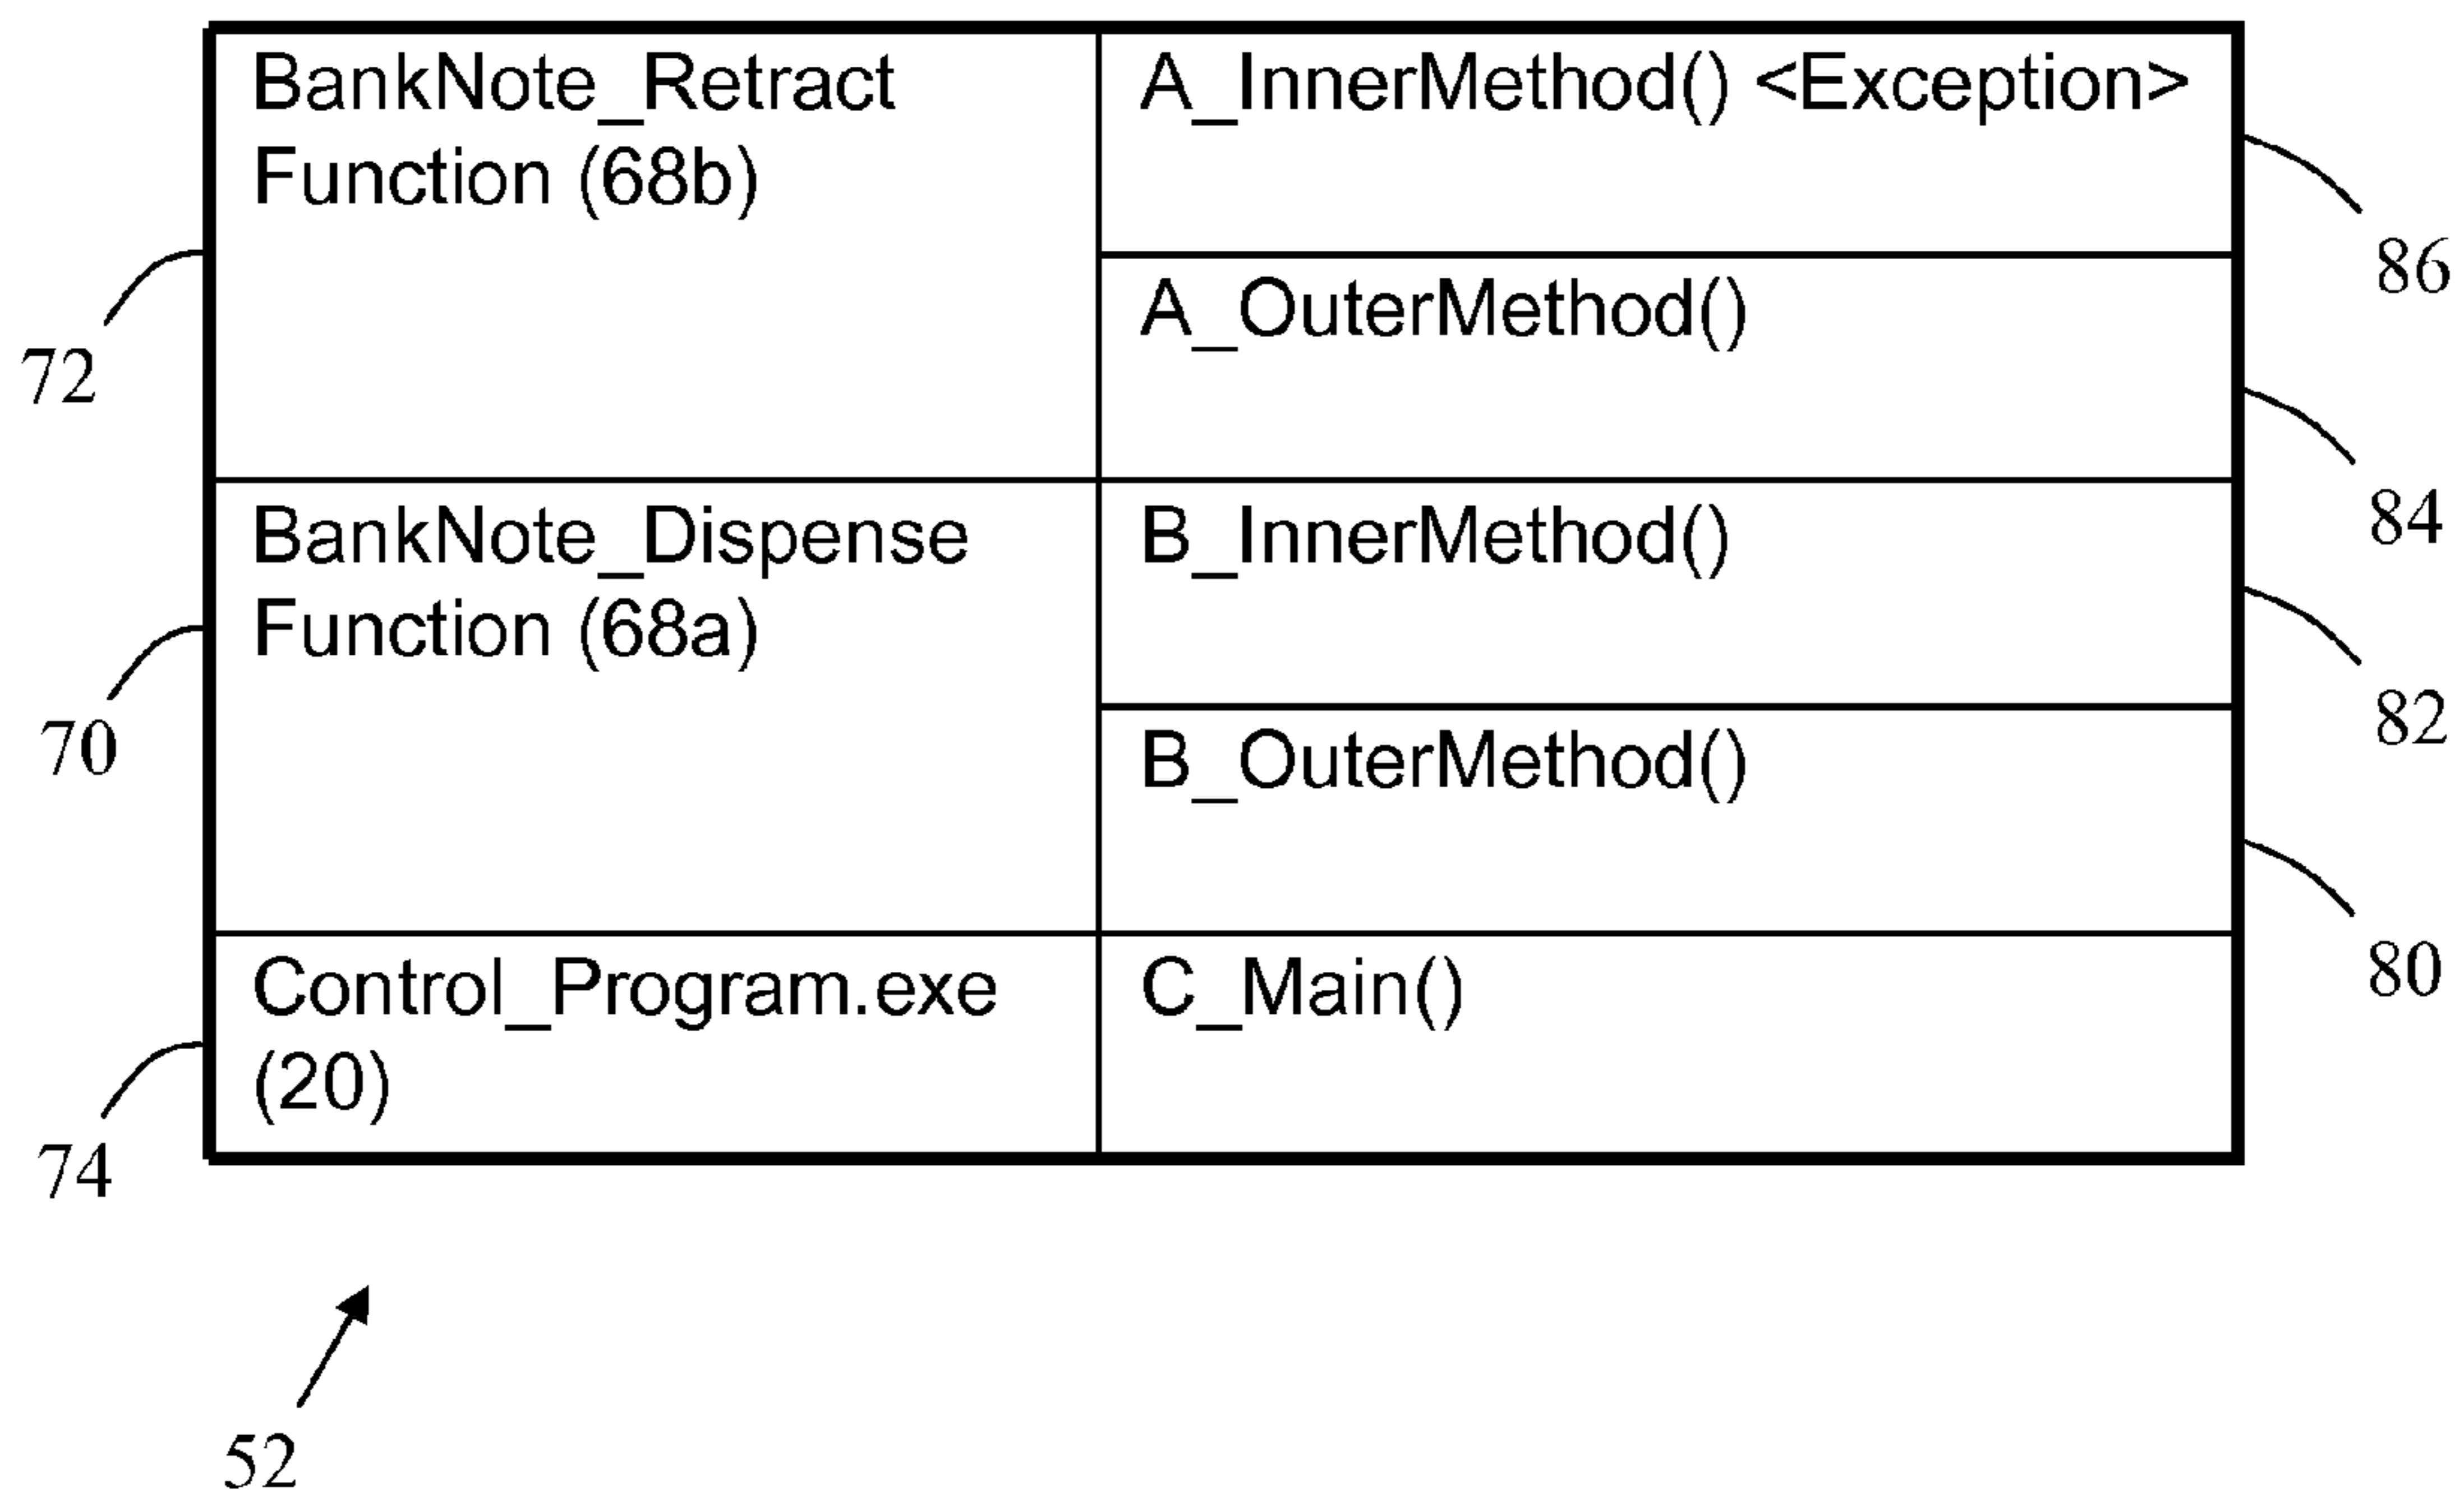 BankNote_Retract
Function (68b)
A_InnerMethod() <Exception>
86
72
A_OuterMethod()
84
BankNote_Dispense
Function (68a)
B_InnerMethod()
82
70
B_OuterMethod()
80
Control_Program.exe
(20)
C_Main()
74
52